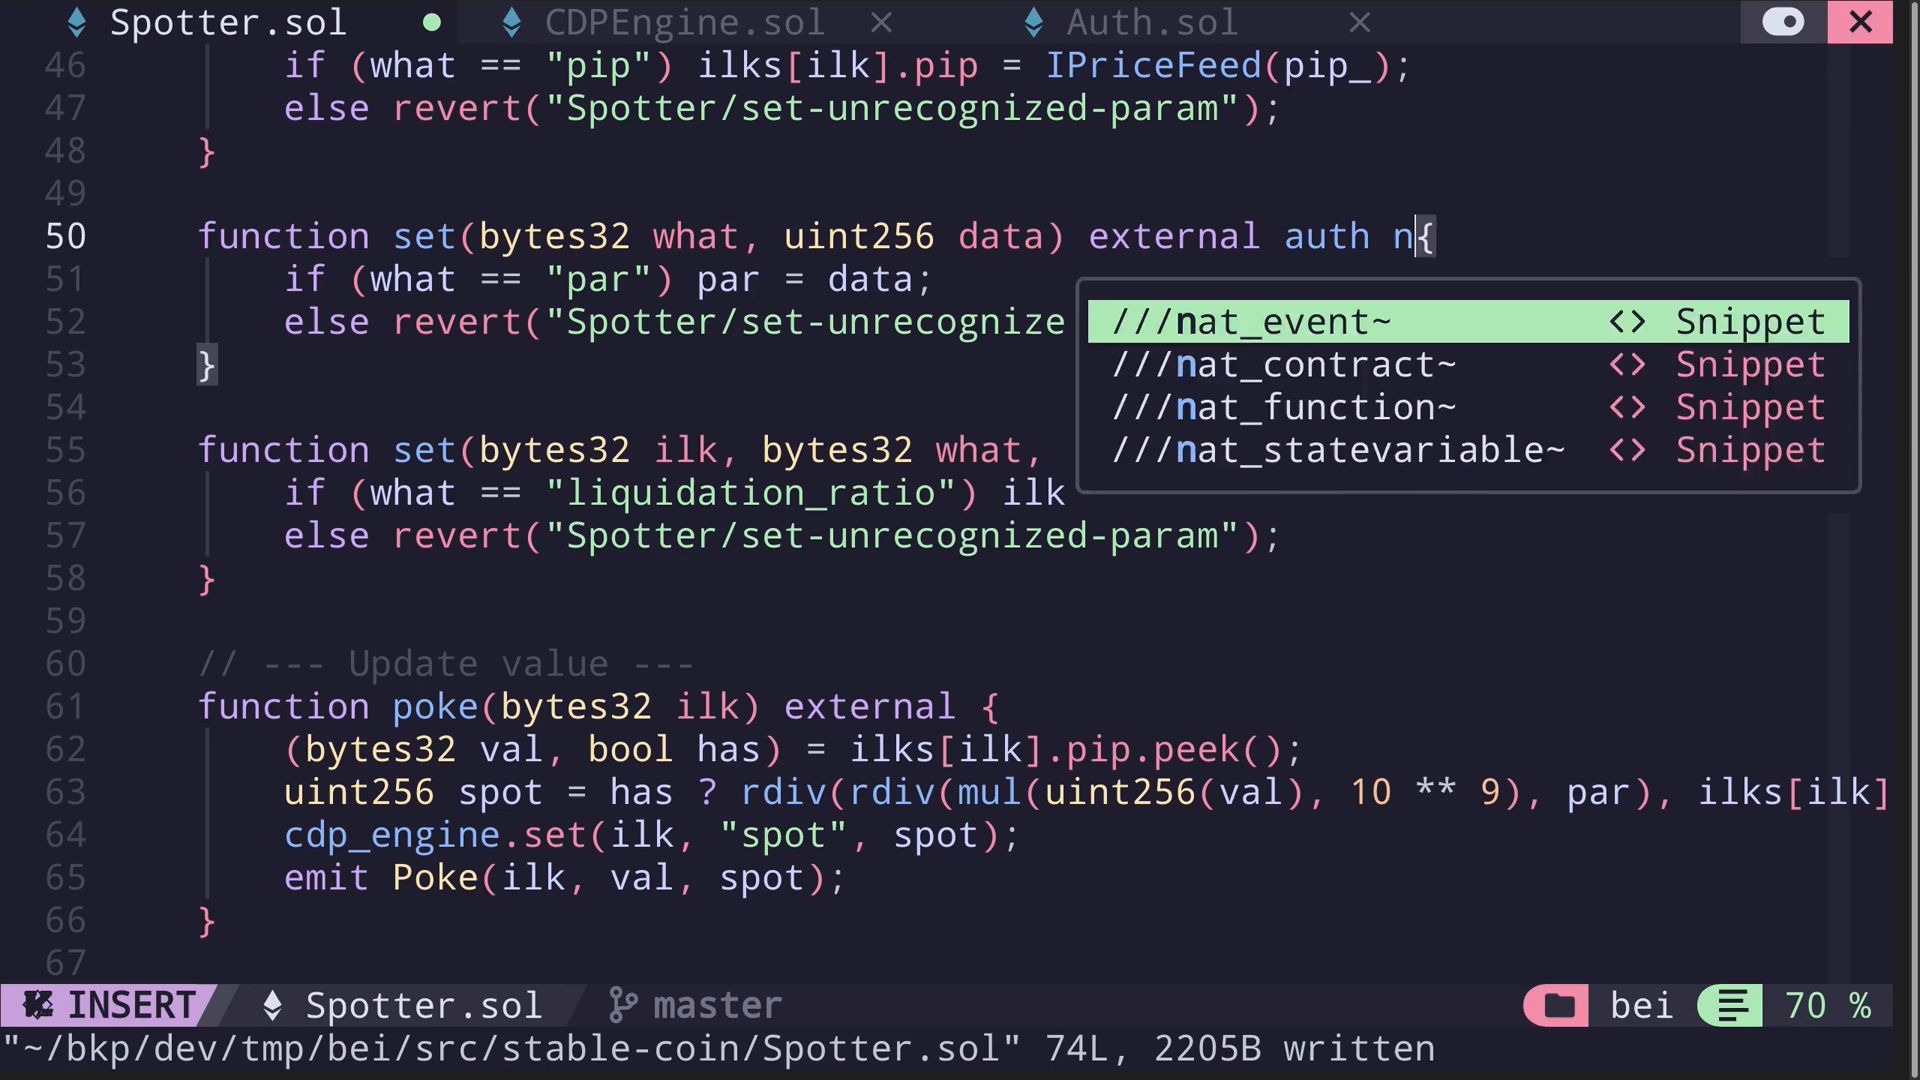 Spotter.sol CDPEngine.sol Auth.sol
46 if (what == "pip") ilks[ilk].pip = IPriceFeed(pip_);
47 else revert("Spotter/set-unrecognized-param");
48 }
49
50 function set(bytes32 what, uint256 data) external auth n{
51 if (what == "par") par = data;
52 else revert("Spotter/set-unrecognize
///nat_event~ <> Snippet
53 }
///nat_contract~ <> Snippet
54
///nat_function~ <> Snippet
55 function set(bytes32 ilk, bytes32 what,
///nat_statevariable~ <> Snippet
56 if (what == "liquidation_ratio") ilk
57 else revert("Spotter/set-unrecognized-param");
58 }
59
60 // --- Update value ---
61 function poke(bytes32 ilk) external {
62 (bytes32 val, bool has) = ilks[ilk].pip.peek();
63 uint256 spot = has ? rdiv(rdiv(mul(uint256(val), 10 ** 9), par), ilks[ilk]
64 cdp_engine.set(ilk, "spot", spot);
65 emit Poke(ilk, val, spot);
66 }
67
INSERT Spotter.sol master bei 70 %
"~/bkp/dev/tmp/bei/src/stable-coin/Spotter.sol" 74L, 2205B written